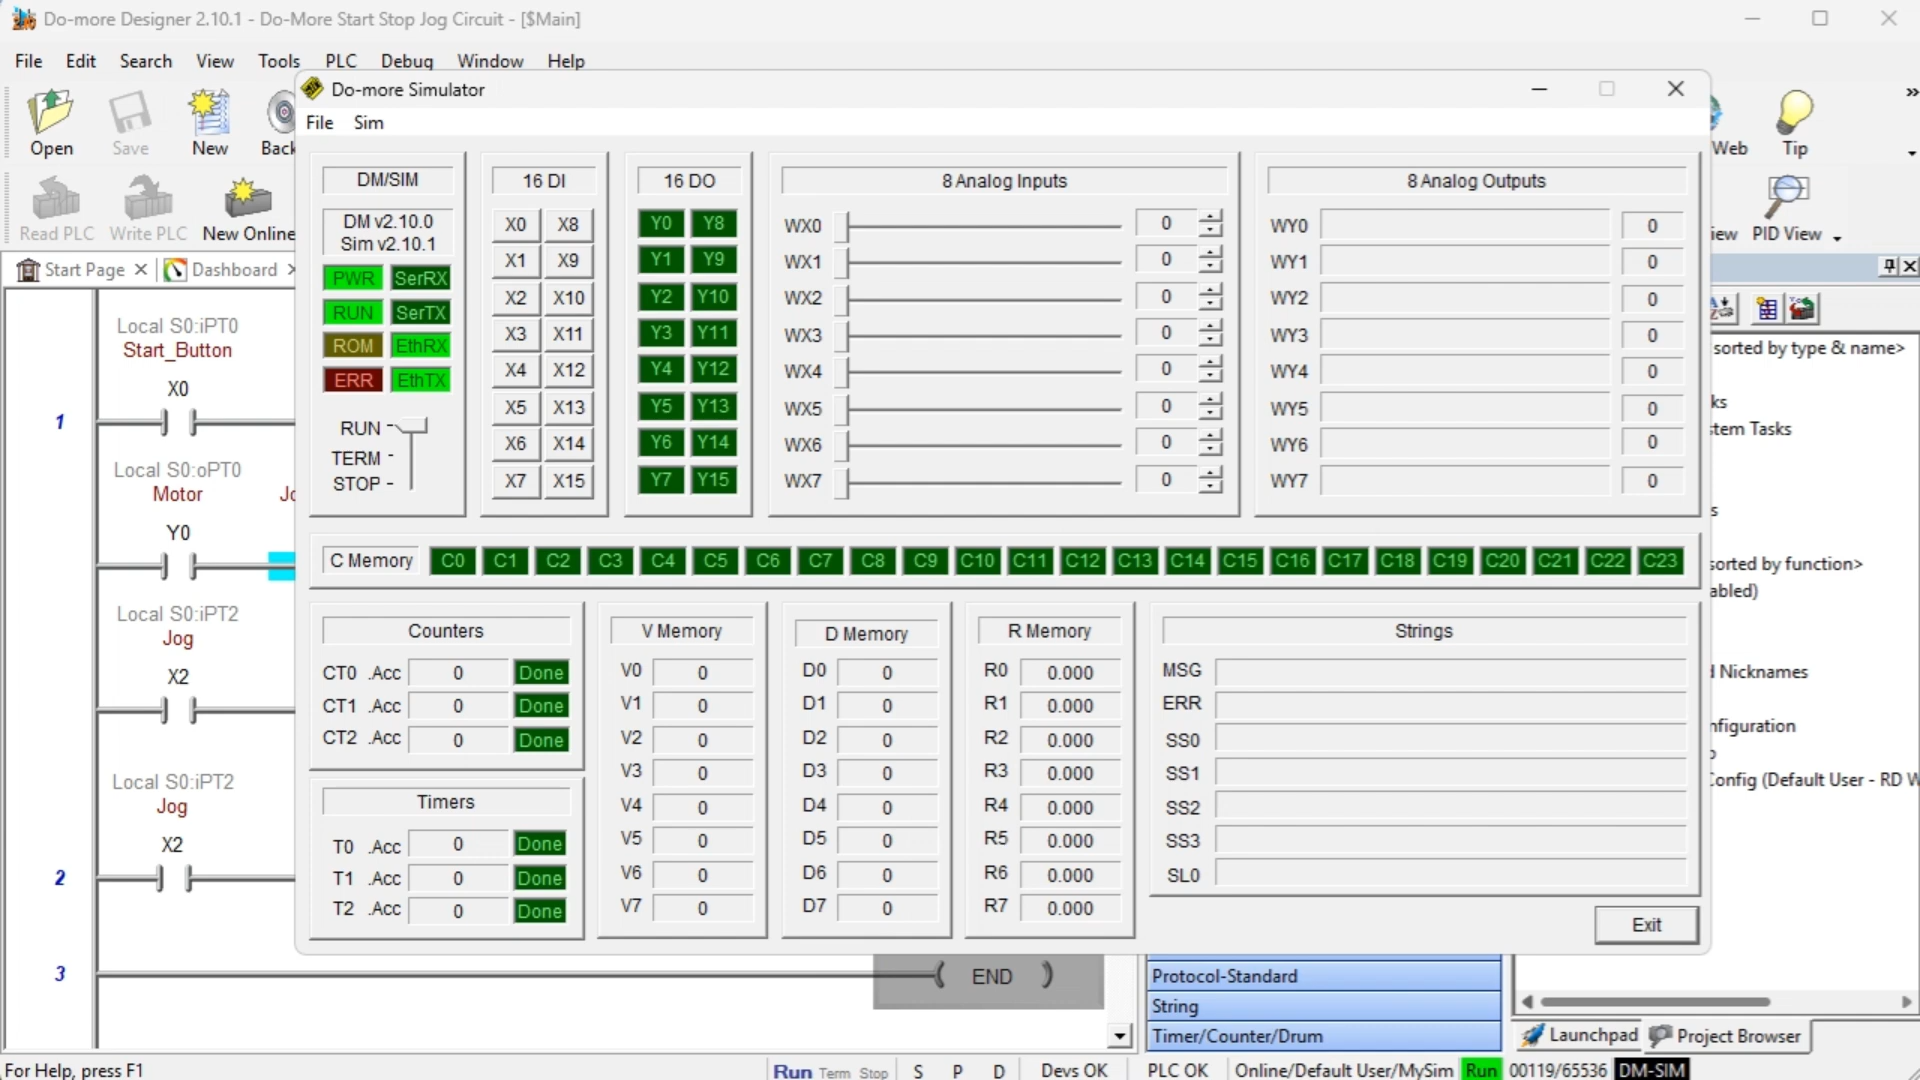 Do-more Designer 2.10.1 - Do-More Start Stop Jog Circuit - [$Main]
File Edit Search View Tools PLC Debug Window Help
Open Save New Back Web Tip
Read PLC Write PLC New Online PID View
Start Page Dashboard
Local S0:iPT0
Start_Button
X0
1
Local S0:oPT0
Motor
Y0
Local S0:iPT2
Jog
X2
Local S0:iPT2
Jog
X2
2
3
END
Do-more Simulator
File Sim
DM/SIM
DM v2.10.0
Sim v2.10.1
PWR SerRX
RUN SerTX
ROM EthRX
ERR EthTX
RUN -
TERM -
STOP -
16 DI
X0 X8
X1 X9
X2 X10
X3 X11
X4 X12
X5 X13
X6 X14
X7 X15
16 DO
Y0 Y8
Y1 Y9
Y2 Y10
Y3 Y11
Y4 Y12
Y5 Y13
Y6 Y14
Y7 Y15
8 Analog Inputs
WX0 0
WX1 0
WX2 0
WX3 0
WX4 0
WX5 0
WX6 0
WX7 0
8 Analog Outputs
WY0 0
WY1 0
WY2 0
WY3 0
WY4 0
WY5 0
WY6 0
WY7 0
C Memory C0 C1 C2 C3 C4 C5 C6 C7 C8 C9 C10 C11 C12 C13 C14 C15 C16 C17 C18 C19 C20 C21 C22 C23
Counters
CT0 .Acc 0 Done
CT1 .Acc 0 Done
CT2 .Acc 0 Done
Timers
T0 .Acc 0 Done
T1 .Acc 0 Done
T2 .Acc 0 Done
V Memory
V0 0
V1 0
V2 0
V3 0
V4 0
V5 0
V6 0
V7 0
D Memory
D0 0
D1 0
D2 0
D3 0
D4 0
D5 0
D6 0
D7 0
R Memory
R0 0.000
R1 0.000
R2 0.000
R3 0.000
R4 0.000
R5 0.000
R6 0.000
R7 0.000
Strings
MSG
ERR
SS0
SS1
SS2
SS3
SL0
Exit
sorted by type & name>
Tasks
sorted by function>
Nicknames
(Default User - RD
Protocol-Standard
String
Timer/Counter/Drum
Launchpad Project Browser
For Help, press F1 Run Term Stop S P D Devs OK PLC OK Online/Default User/MySim Run 00119/65536 DM-SIM